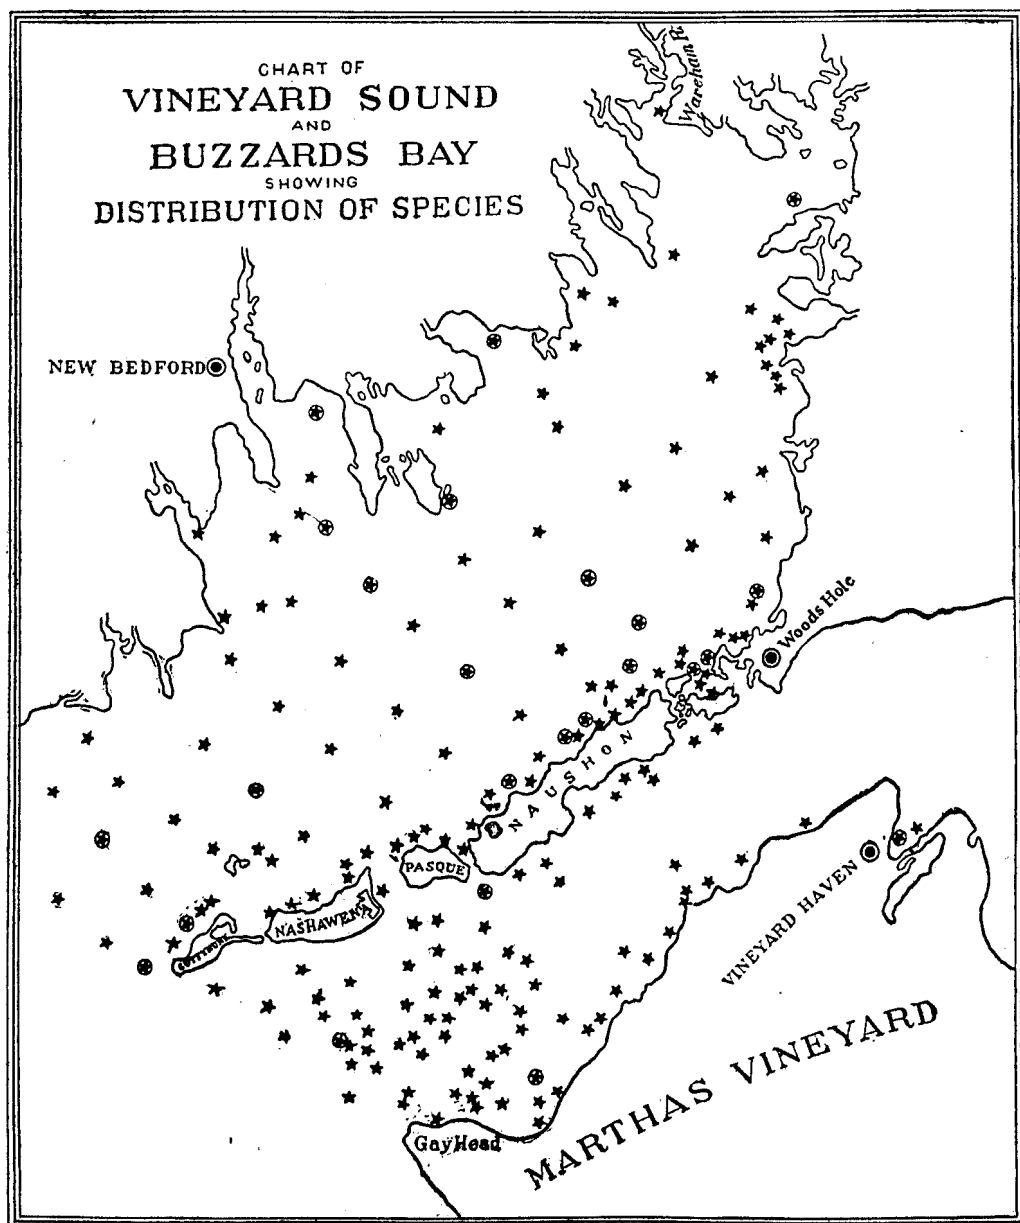 CHART OF
VINEYARD SOUND
AND
BUZZARDS BAY
SHOWING
DISTRIBUTION OF SPECIES
Wareham R.
NEW BEDFORD
Woods Hole
NAUSHON
PASQUE
NASHAWENA
CUTTYHUNK
VINEYARD HAVEN
MARTHAS VINEYARD
Gay Head